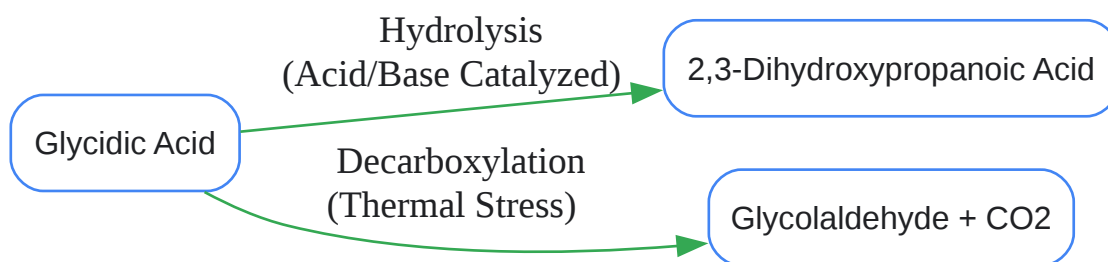 Hydrolysis
(Acid/Base Catalyzed)
2,3-Dihydroxypropanoic Acid
Glycidic Acid
Decarboxylation
(Thermal Stress)
Glycolaldehyde + CO2